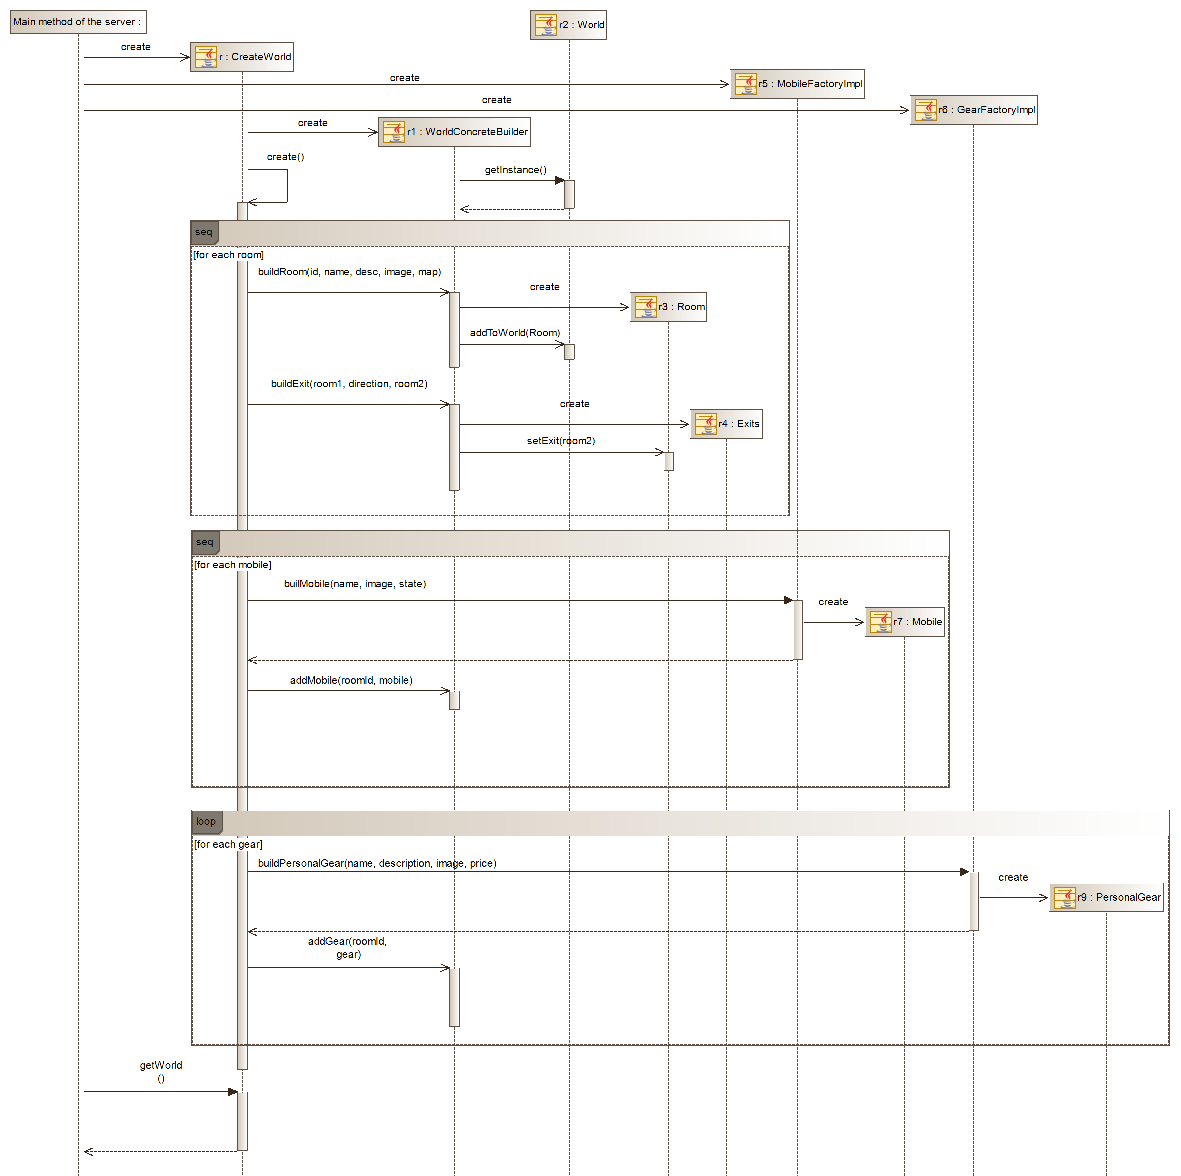 Main method of the server :
r2 : World
create
r : CreateWorld
create
r5 : MobileFactoryImpl
create
r6 : GearFactoryImpl
create
r1 : WorldConcreteBuilder
create()
getInstance()
seq
[for each room]
buildRoom(id, name, desc, image, map)
create
r3 : Room
addToWorld(Room)
buildExit(room1, direction, room2)
create
r4 : Exits
setExit(room2)
seq
[for each mobile]
builMobile(name, image, state)
create
r7 : Mobile
addMobile(roomId, mobile)
loop
[for each gear]
buildPersonalGear(name, description, image, price)
create
r9 : PersonalGear
addGear(roomId,
gear)
getWorld
()